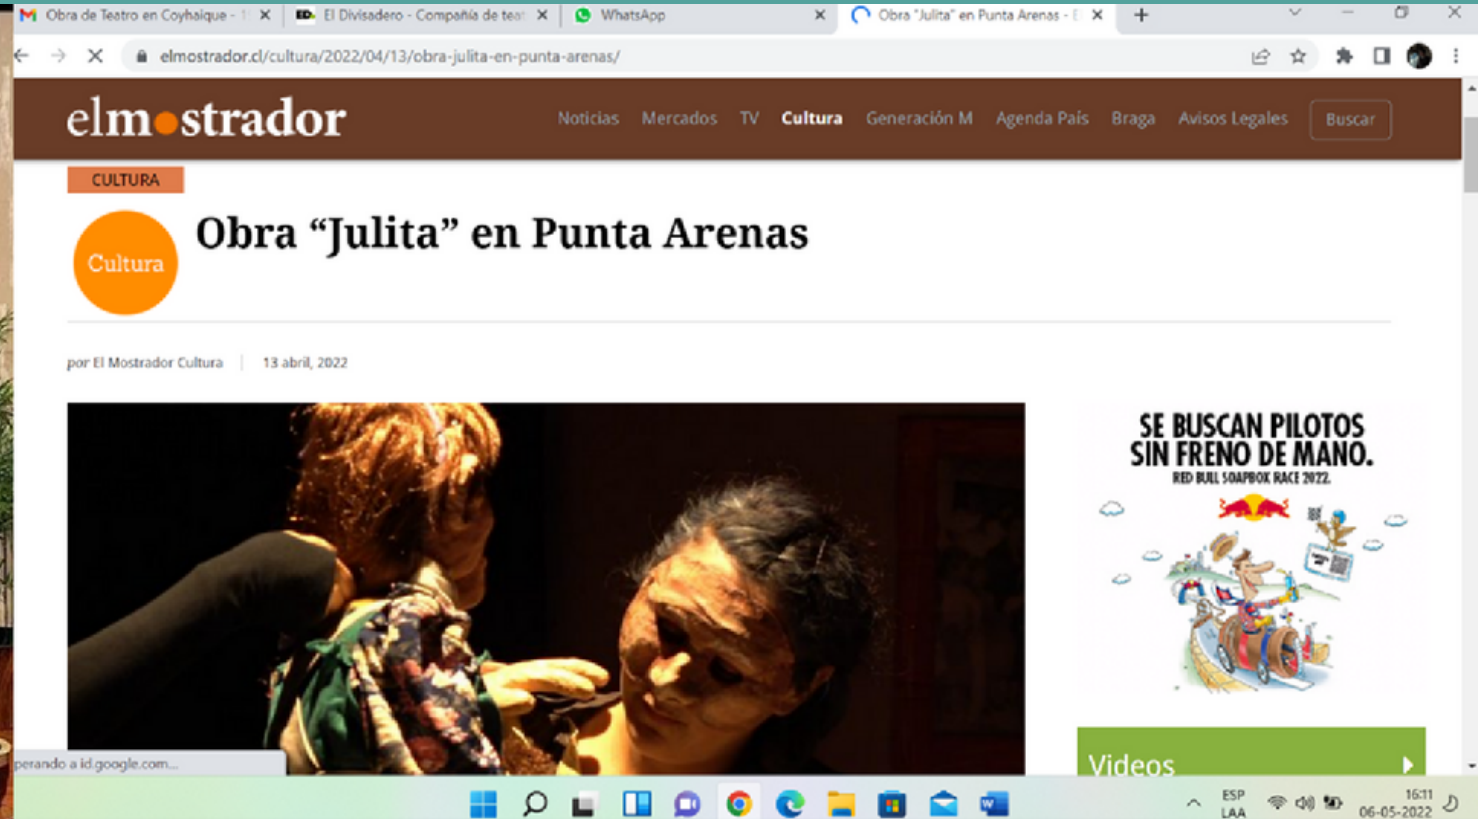 Obra de Teatro en Coyhaique - 1
ED. El Divisadero - Compañía de teat
WhatsApp
Obra "Julita" en Punta Arenas - E
elmostrador.cl/cultura/2022/04/13/obra-julita-en-punta-arenas/
elmostrador
Noticias Mercados TV Cultura Generación M Agenda País Braga Avisos Legales Buscar
CULTURA
Cultura
Obra “Julita” en Punta Arenas
por El Mostrador Cultura | 13 abril, 2022
SE BUSCAN PILOTOS
SIN FRENO DE MANO.
RED BULL SOAPBOX RACE 2022.
Videos
perando a id.google.com...
ESP
LAA
16:11
06-05-2022